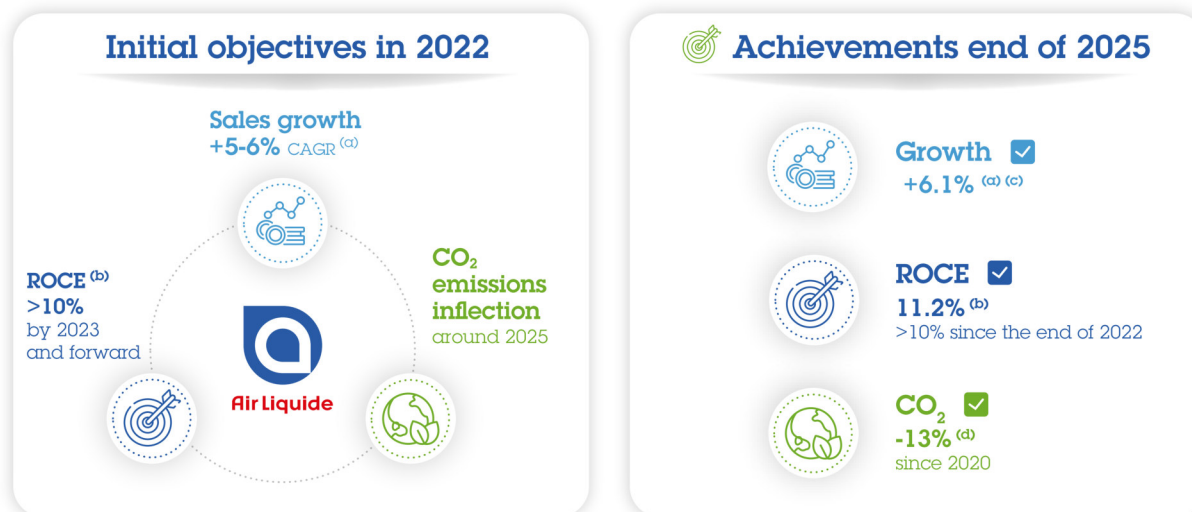 Initial objectives in 2022
Sales growth
+5-6% CAGR (a)
ROCE (b)
>10%
by 2023
and forward
CO₂
emissions
inflection
around 2025
Air Liquide
Achievements end of 2025
Growth
+6.1% (a) (c)
ROCE
11.2% (b)
>10% since the end of 2022
CO₂
-13% (d)
since 2020